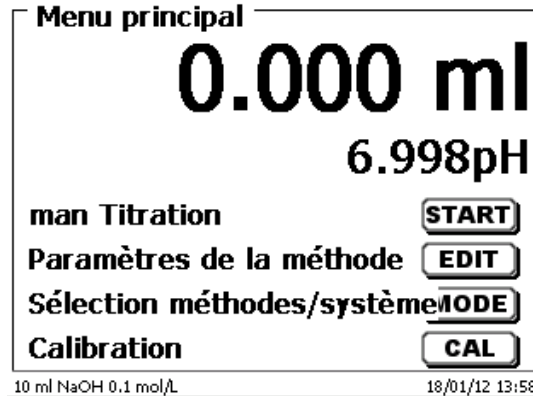 Menu principal
0.000 ml
6.998pH
man Titration START
Paramètres de la méthode EDIT
Sélection méthodes/système MODE
Calibration CAL
10 ml NaOH 0.1 mol/L 18/01/12 13:58